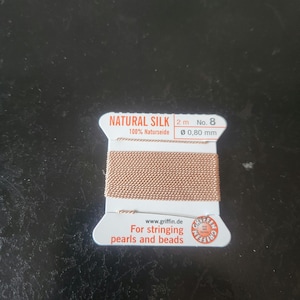 NATURAL SILK
100% Naturseide
2 m No. 8
Ø 0,80 mm
www.griffin.de
For stringing
pearls and beads